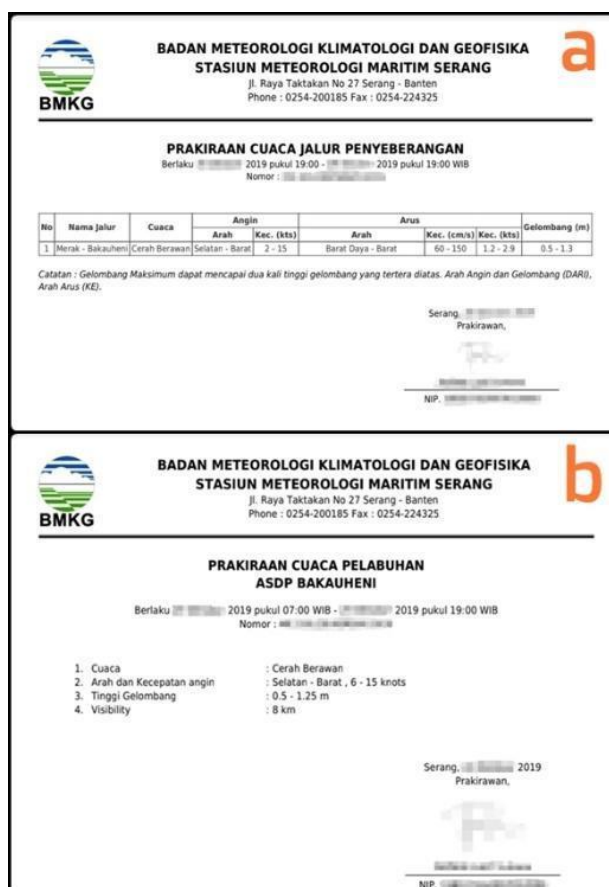 a
BADAN METEOROLOGI KLIMATOLOGI DAN GEOFISIKA
STASIUN METEOROLOGI MARITIM SERANG
Jl. Raya Taktakan No 27 Serang - Banten
Phone : 0254-200185 Fax : 0254-224325
BMKG
PRAKIRAAN CUACA JALUR PENYEBERANGAN
Berlaku 2019 pukul 19:00 - 2019 pukul 19:00 WIB
Nomor :
No Nama Jalur Cuaca Angin Arus Gelombang (m)
Arah Kec. (kts) Arah Kec. (cm/s) Kec. (kts)
1 Merak - Bakauheni Cerah Berawan Selatan - Barat 2 - 15 Barat Daya - Barat 60 - 150 1.2 - 2.9 0.5 - 1.3
Catatan : Gelombang Maksimum dapat mencapai dua kali tinggi gelombang yang tertera diatas. Arah Angin dan Gelombang (DARI),
Arah Arus (KE).
Serang,
Prakirawan,
NIP.
b
BADAN METEOROLOGI KLIMATOLOGI DAN GEOFISIKA
STASIUN METEOROLOGI MARITIM SERANG
Jl. Raya Taktakan No 27 Serang - Banten
Phone : 0254-200185 Fax : 0254-224325
BMKG
PRAKIRAAN CUACA PELABUHAN
ASDP BAKAUHENI
Berlaku 2019 pukul 07:00 WIB - 2019 pukul 19:00 WIB
Nomor :
1. Cuaca : Cerah Berawan
2. Arah dan Kecepatan angin : Selatan - Barat , 6 - 15 knots
3. Tinggi Gelombang : 0.5 - 1.25 m
4. Visibility : 8 km
Serang, 2019
Prakirawan,
NIP.